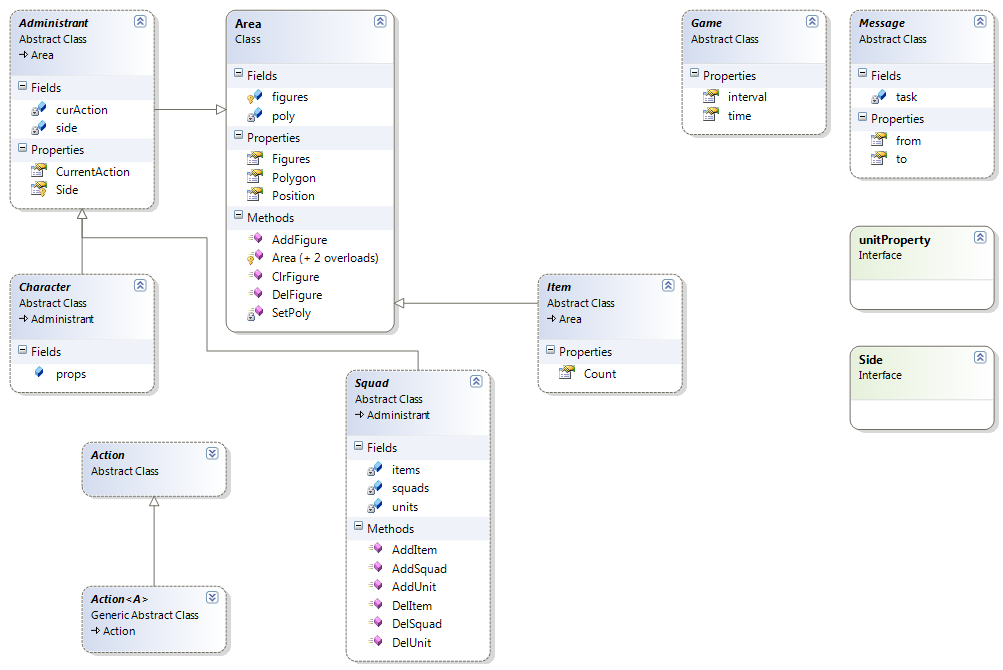 Administrant
Abstract Class
Area
Fields
curAction
side
Properties
CurrentAction
Side
Area
Class
Fields
figures
poly
Properties
Figures
Polygon
Position
Methods
AddFigure
Area (+ 2 overloads)
ClrFigure
DelFigure
SetPoly
Game
Abstract Class
Properties
interval
time
Message
Abstract Class
Fields
task
Properties
from
to
unitProperty
Interface
Side
Interface
Character
Abstract Class
Administrant
Fields
props
Item
Abstract Class
Area
Properties
Count
Squad
Abstract Class
Administrant
Fields
items
squads
units
Methods
AddItem
AddSquad
AddUnit
DelItem
DelSquad
DelUnit
Action
Abstract Class
Action<A>
Generic Abstract Class
Action